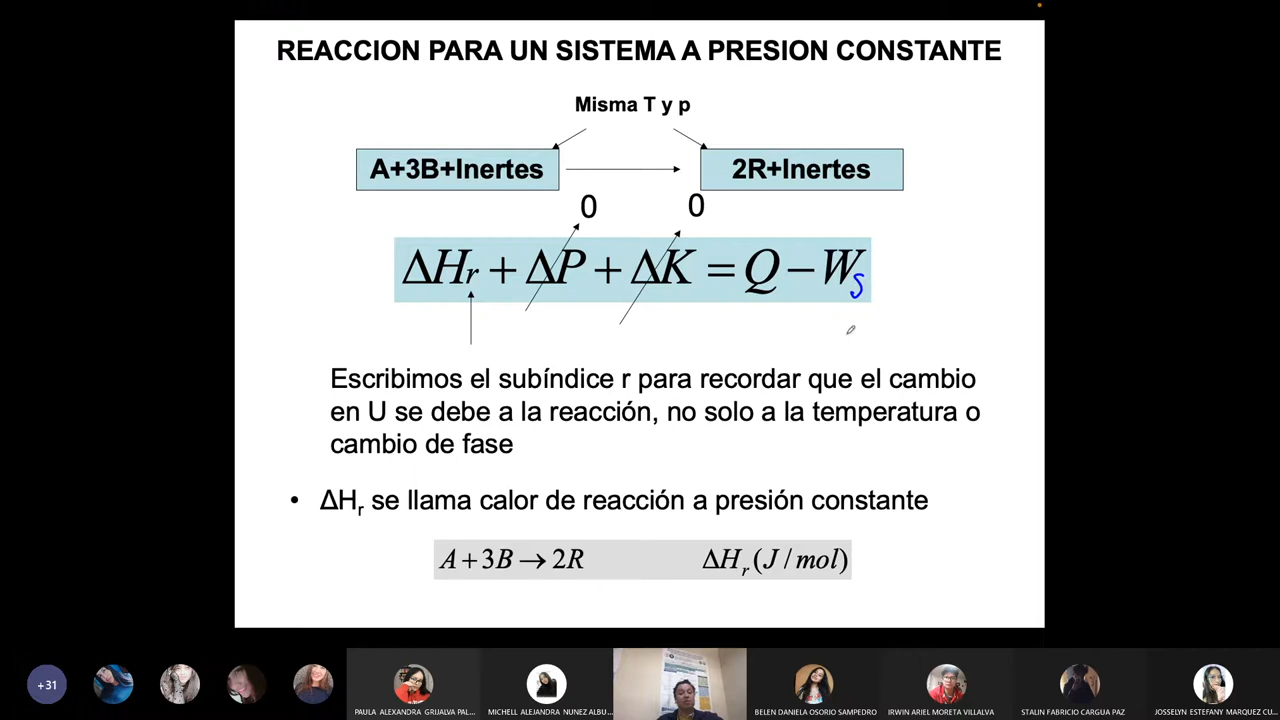 REACCION PARA UN SISTEMA A PRESION CONSTANTE
Misma T y p
A+3B+Inertes
2R+Inertes
0
0
ΔHr + ΔP + ΔK = Q − Ws
Escribimos el subíndice r para recordar que el cambio
en U se debe a la reacción, no solo a la temperatura o
cambio de fase
• ΔHr se llama calor de reacción a presión constante
A + 3B → 2R
ΔHr (J / mol)
+31
PAULA ALEXANDRA GRIJALVA PAL...
MICHELL ALEJANDRA NUNEZ ALBU...
BELEN DANIELA OSORIO SAMPEDRO
IRWIN ARIEL MORETA VILLALVA
STALIN FABRICIO CARGUA PAZ
JOSSELYN ESTEFANY MARQUEZ CU...